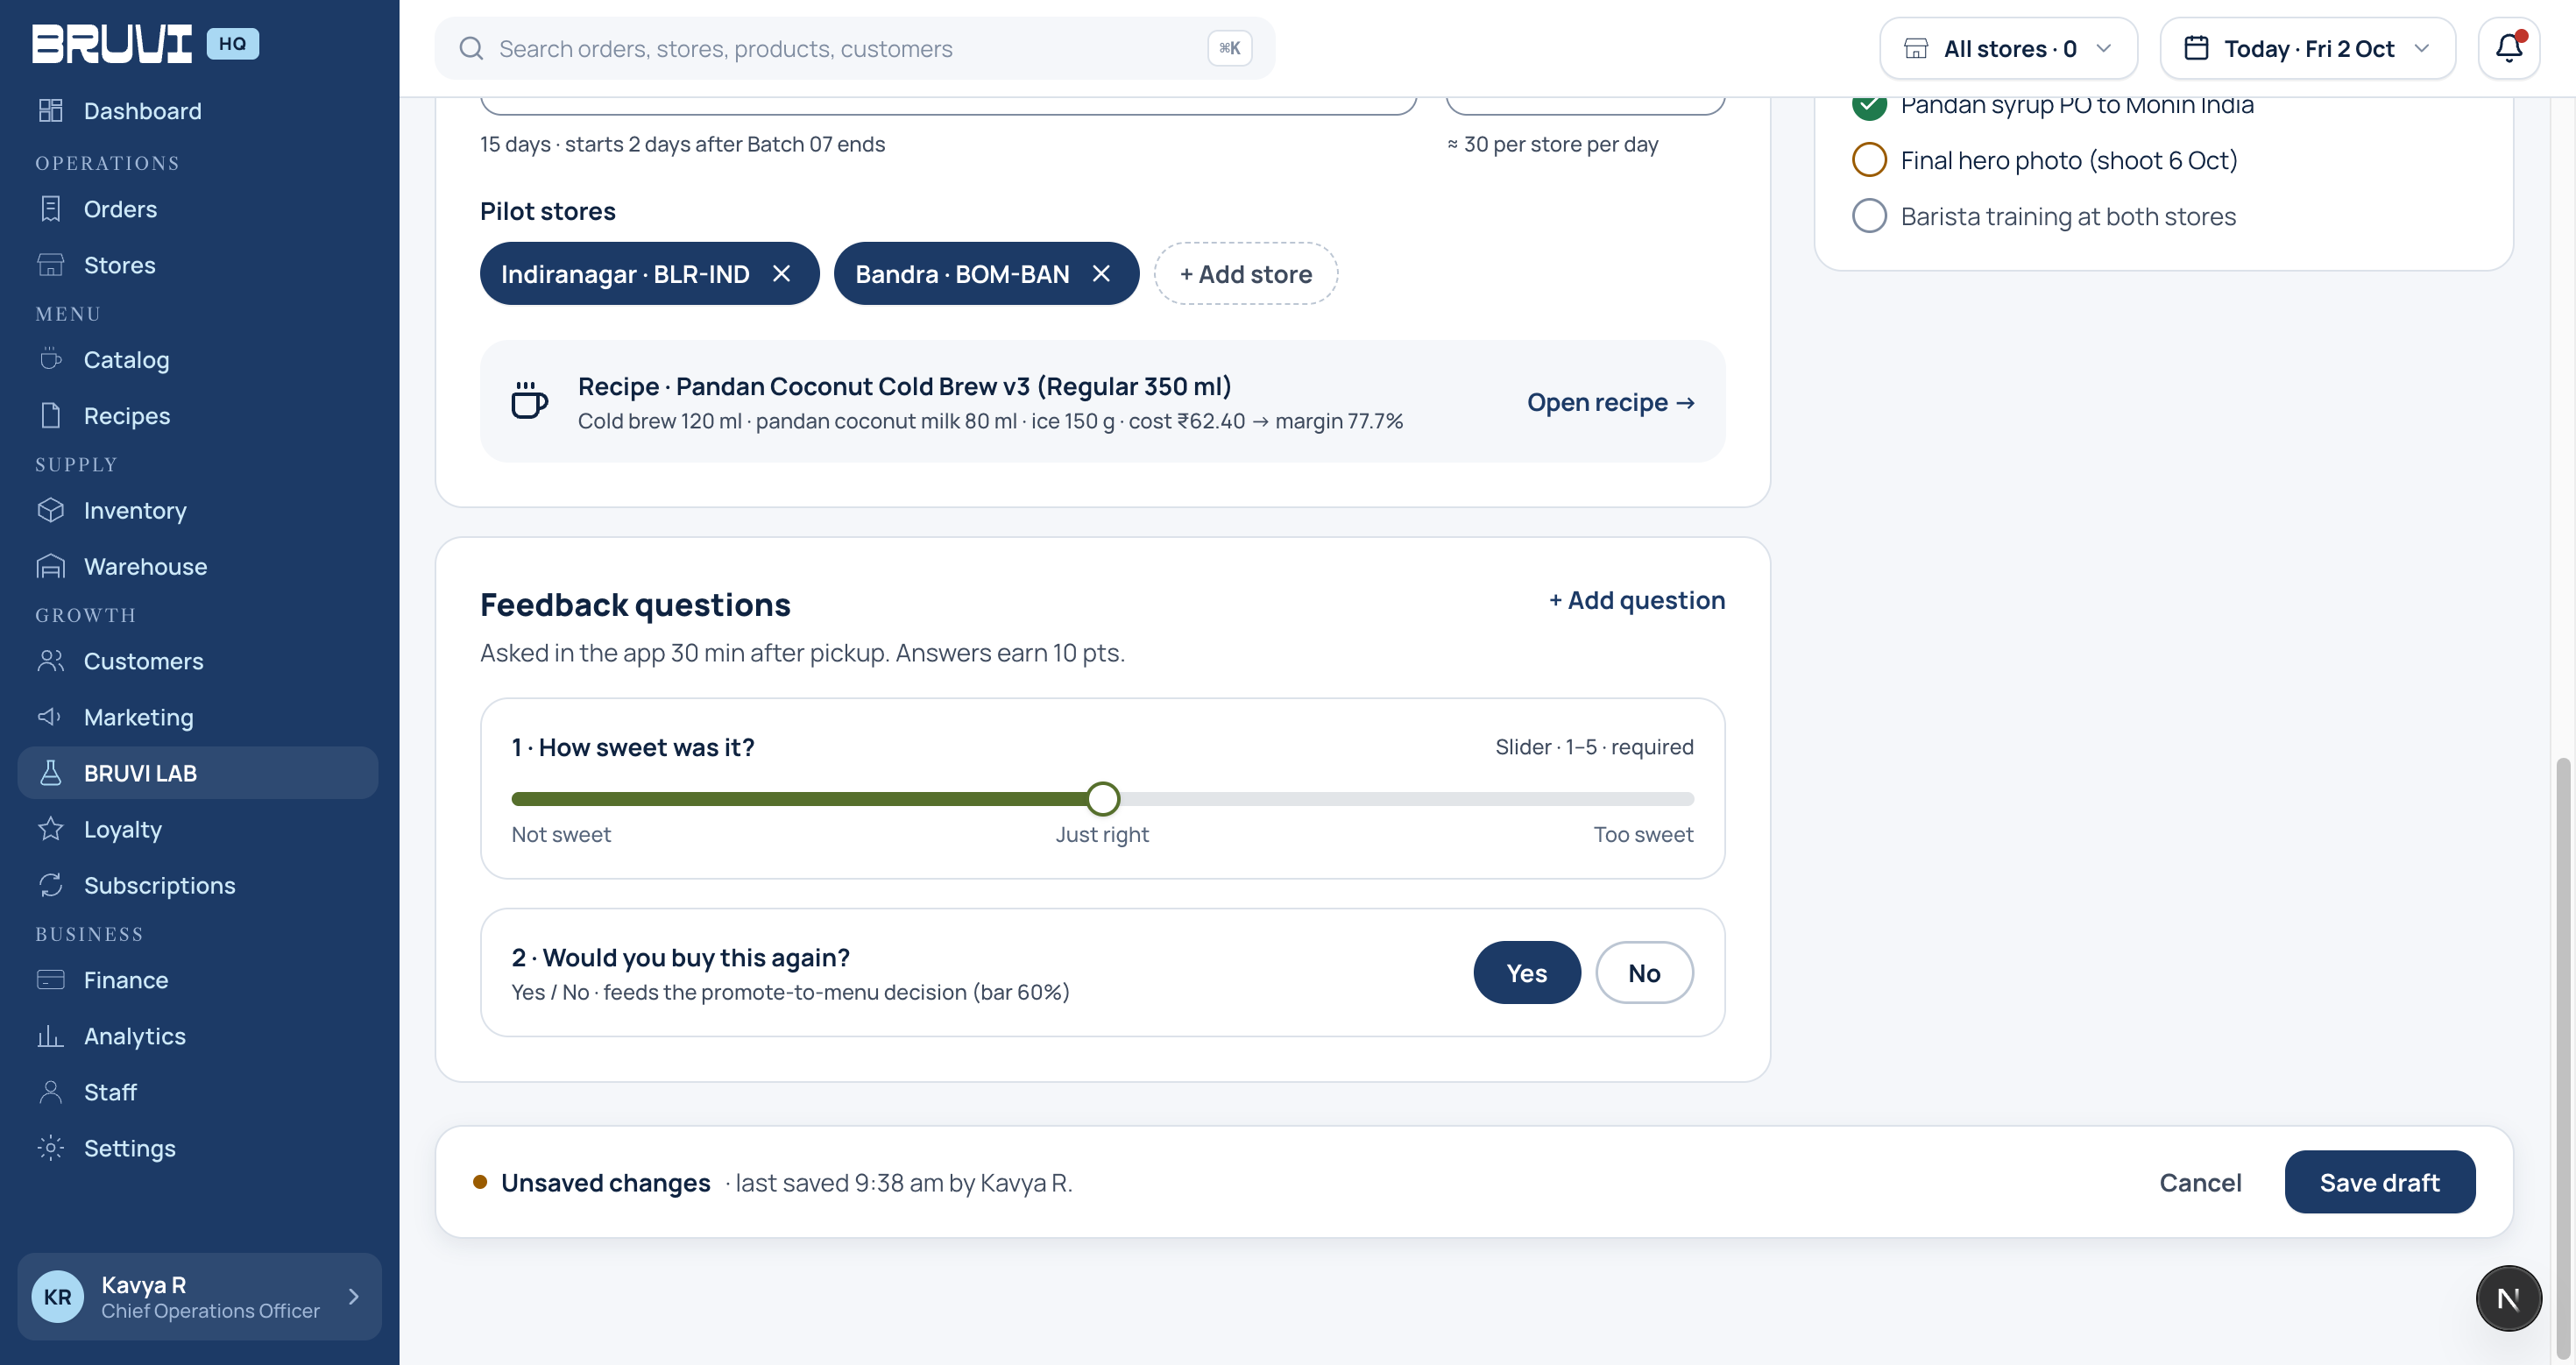 BRUVI HQ
Search orders, stores, products, customers ⌘K
All stores · 0
Today · Fri 2 Oct
Dashboard
OPERATIONS
Orders
Stores
MENU
Catalog
Recipes
SUPPLY
Inventory
Warehouse
GROWTH
Customers
Marketing
BRUVI LAB
Loyalty
Subscriptions
BUSINESS
Finance
Analytics
Staff
Settings
KR
Kavya R
Chief Operations Officer
15 days · starts 2 days after Batch 07 ends
≈ 30 per store per day
Pilot stores
Indiranagar · BLR-IND
Bandra · BOM-BAN
+ Add store
Recipe · Pandan Coconut Cold Brew v3 (Regular 350 ml)
Cold brew 120 ml · pandan coconut milk 80 ml · ice 150 g · cost ₹62.40 → margin 77.7%
Open recipe →
Feedback questions
+ Add question
Asked in the app 30 min after pickup. Answers earn 10 pts.
1 · How sweet was it?
Slider · 1–5 · required
Not sweet
Just right
Too sweet
2 · Would you buy this again?
Yes / No · feeds the promote-to-menu decision (bar 60%)
Yes
No
Pandan syrup PO to Monin India
Final hero photo (shoot 6 Oct)
Barista training at both stores
Unsaved changes · last saved 9:38 am by Kavya R.
Cancel
Save draft
N